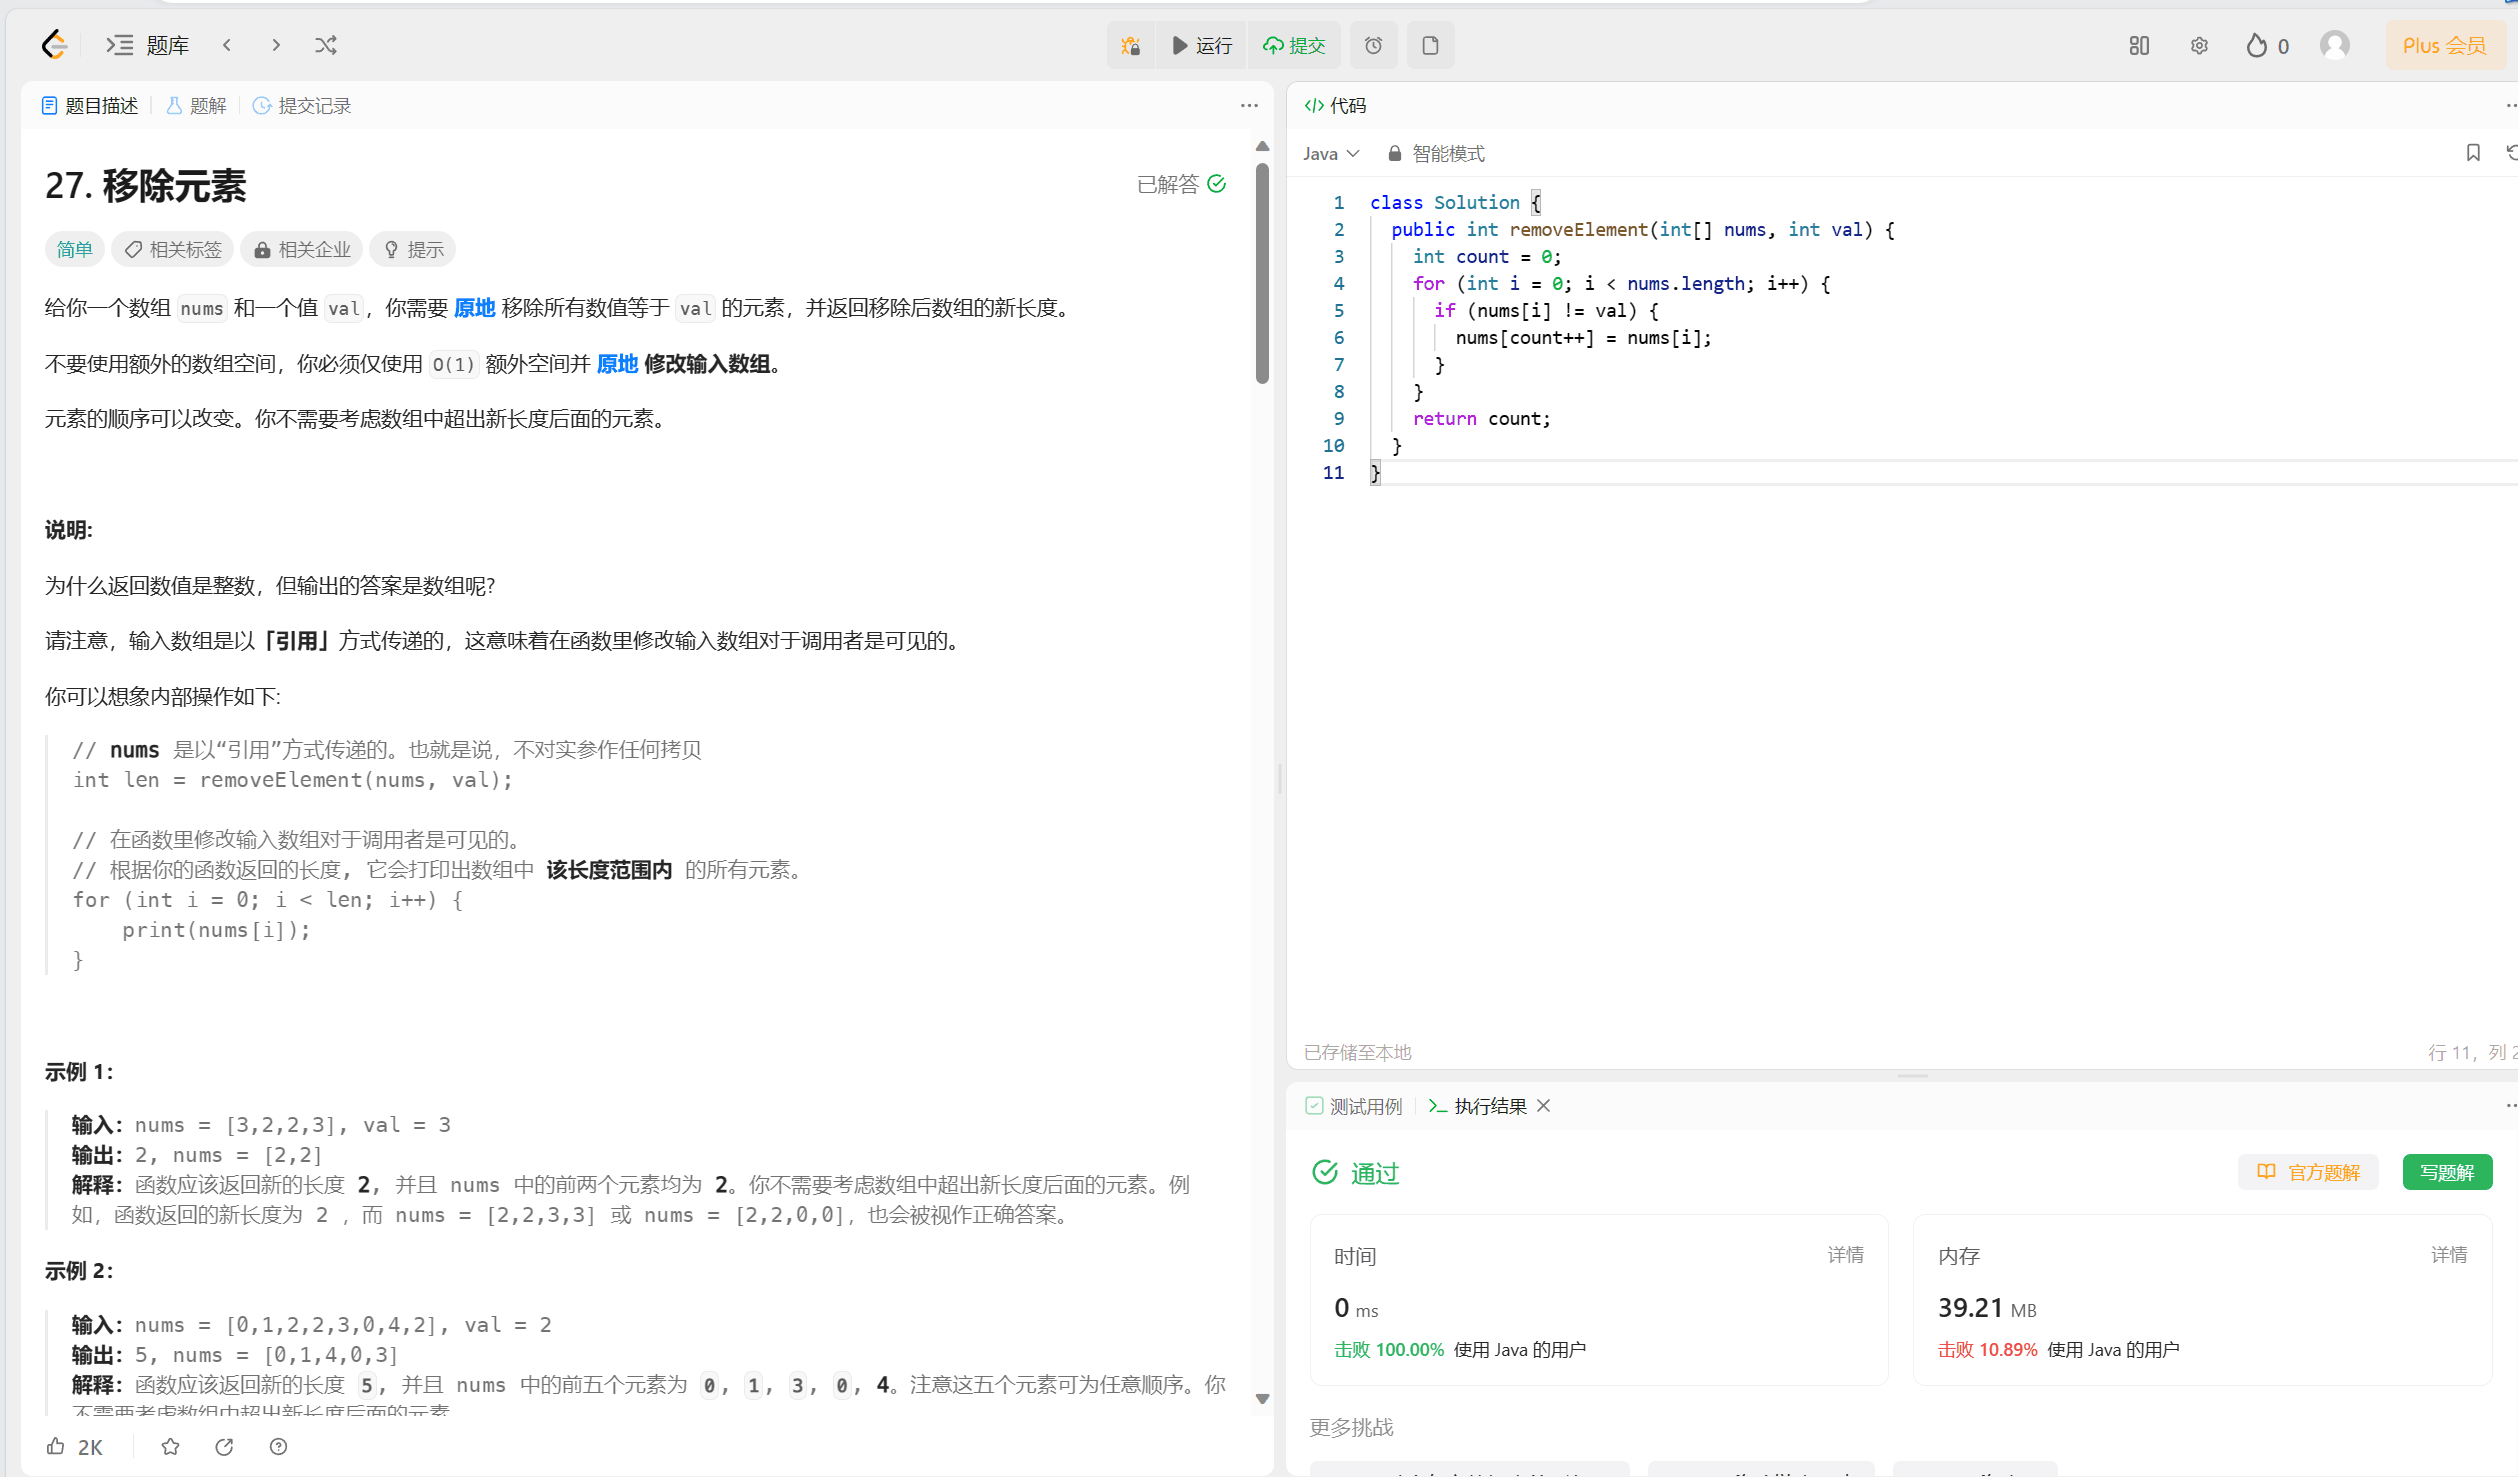 题库
运行
提交
0
Plus 会员
题目描述
题解
提交记录
27. 移除元素
已解答
简单
相关标签
相关企业
提示
给你一个数组 nums 和一个值 val，你需要 原地 移除所有数值等于 val 的元素，并返回移除后数组的新长度。
不要使用额外的数组空间，你必须仅使用 O(1) 额外空间并 原地 修改输入数组。
元素的顺序可以改变。你不需要考虑数组中超出新长度后面的元素。
说明:
为什么返回数值是整数，但输出的答案是数组呢?
请注意，输入数组是以「引用」方式传递的，这意味着在函数里修改输入数组对于调用者是可见的。
你可以想象内部操作如下:
// nums 是以“引用”方式传递的。也就是说，不对实参作任何拷贝
int len = removeElement(nums, val);
// 在函数里修改输入数组对于调用者是可见的。
// 根据你的函数返回的长度, 它会打印出数组中 该长度范围内 的所有元素。
for (int i = 0; i < len; i++) {
    print(nums[i]);
}
示例 1：
输入：nums = [3,2,2,3], val = 3
输出：2, nums = [2,2]
解释：函数应该返回新的长度 2, 并且 nums 中的前两个元素均为 2。你不需要考虑数组中超出新长度后面的元素。例
如，函数返回的新长度为 2 ，而 nums = [2,2,3,3] 或 nums = [2,2,0,0]，也会被视作正确答案。
示例 2：
输入：nums = [0,1,2,2,3,0,4,2], val = 2
输出：5, nums = [0,1,4,0,3]
解释：函数应该返回新的长度 5, 并且 nums 中的前五个元素为 0, 1, 3, 0, 4。注意这五个元素可为任意顺序。你
不需要考虑数组中超出新长度后面的元素
2K
代码
Java
智能模式
1 class Solution {
2   public int removeElement(int[] nums, int val) {
3     int count = 0;
4     for (int i = 0; i < nums.length; i++) {
5       if (nums[i] != val) {
6         nums[count++] = nums[i];
7       }
8     }
9     return count;
10   }
11 }
已存储至本地
行 11, 列 2
测试用例
执行结果
通过
官方题解
写题解
时间
详情
0 ms
击败 100.00% 使用 Java 的用户
内存
详情
39.21 MB
击败 10.89% 使用 Java 的用户
更多挑战